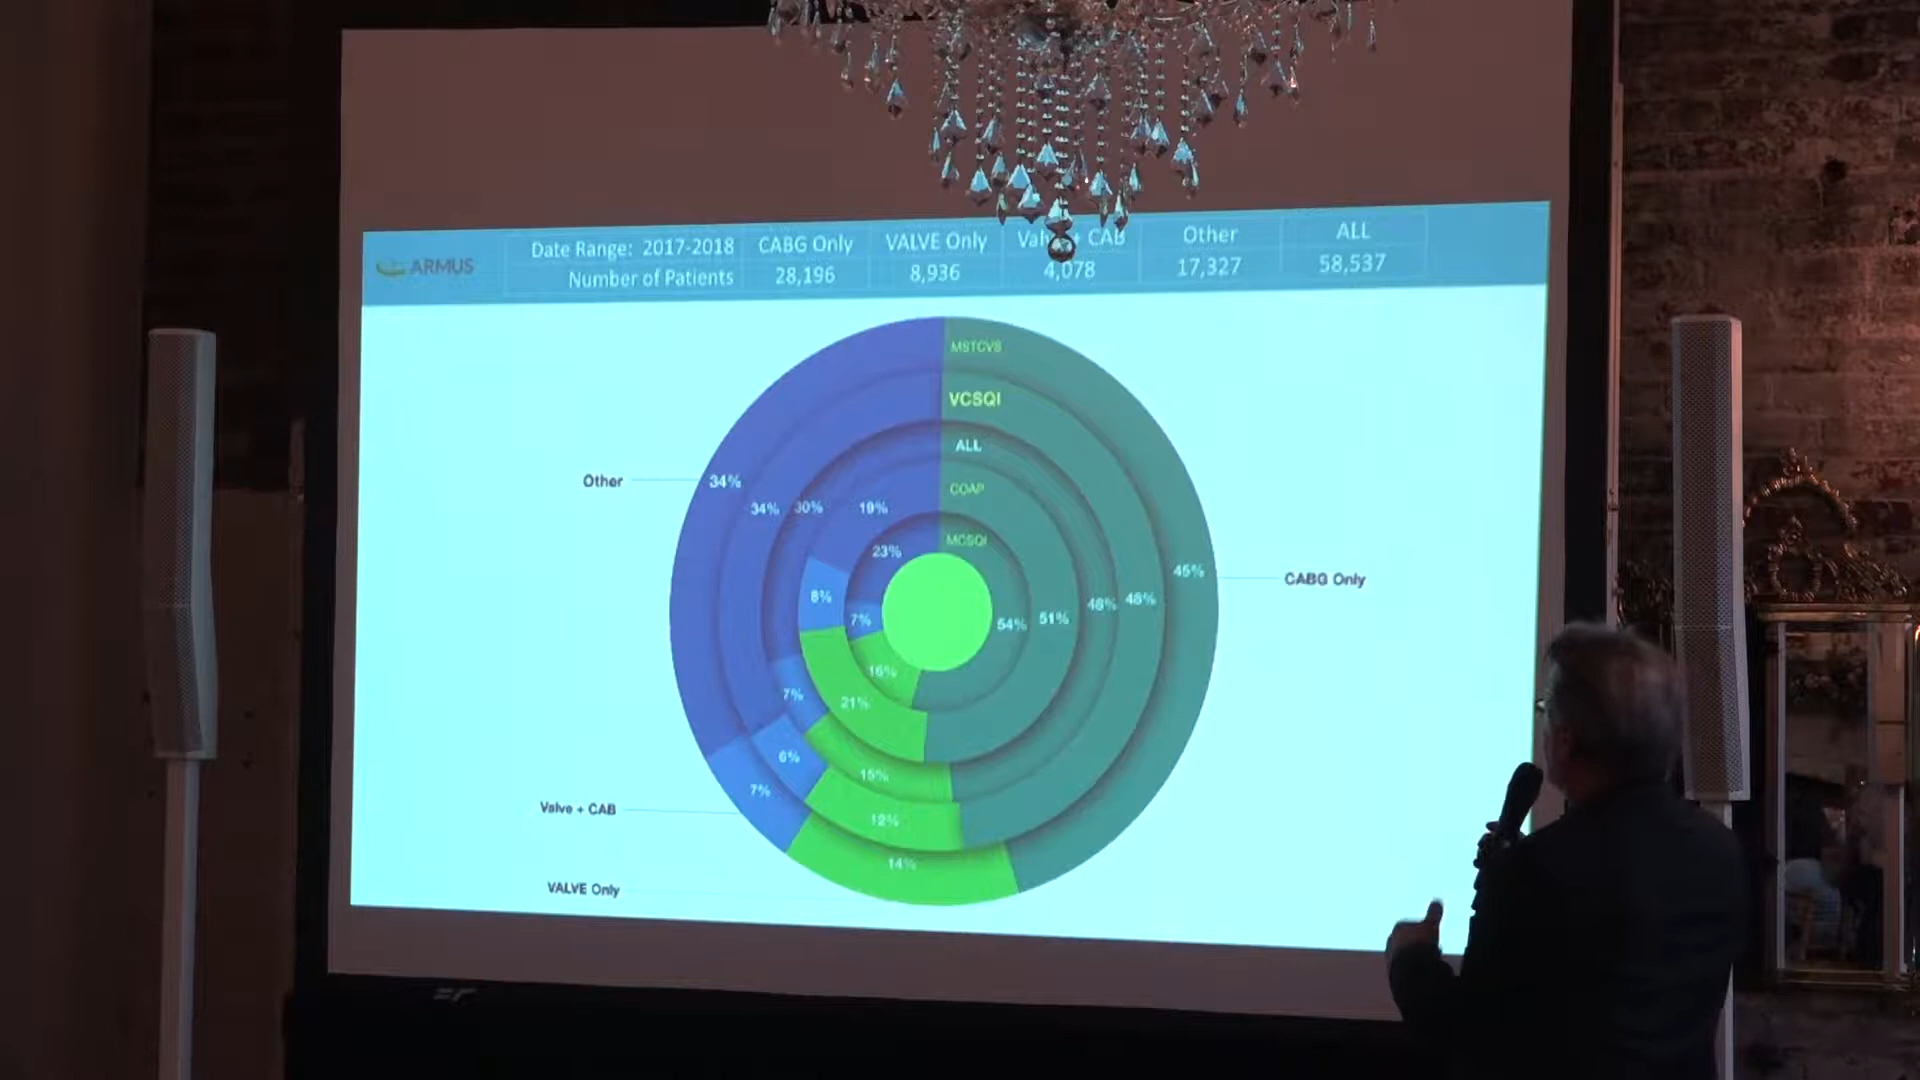 ARMUS
Date Range: 2017-2018 CABG Only VALVE Only Valve + CAB Other ALL
Number of Patients 28,196 8,936 4,078 17,327 58,537
MSTCVS
VCSQI
ALL
Other 34%
COAP
34% 30% 19%
MCSQI
23%
45%
CABG Only
8%
7% 54% 51% 48% 48%
16%
7% 21%
6%
15%
7%
Valve + CAB
12%
14%
VALVE Only